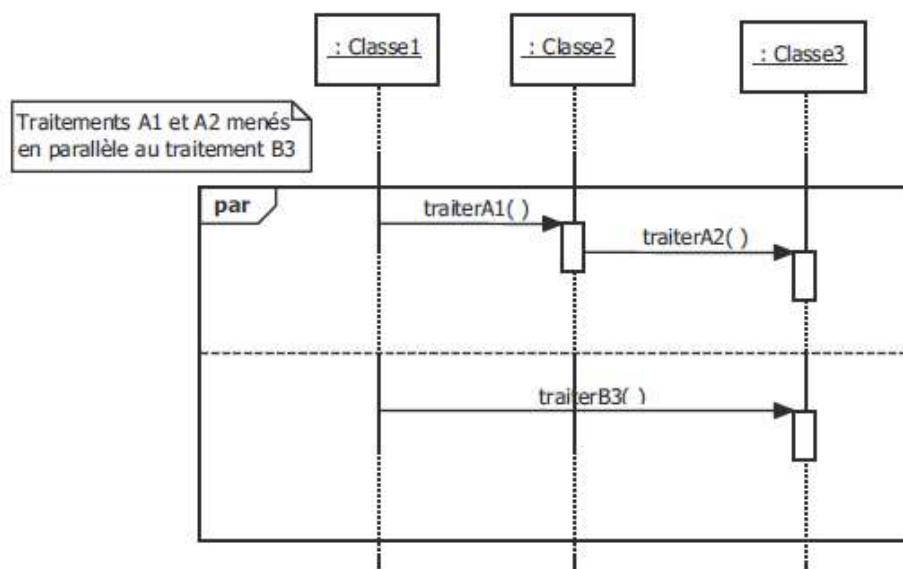 : Classe1
: Classe2
: Classe3
Traitements A1 et A2 menés
en parallèle au traitement B3
par
traiterA1( )
traiterA2( )
traiterB3( )